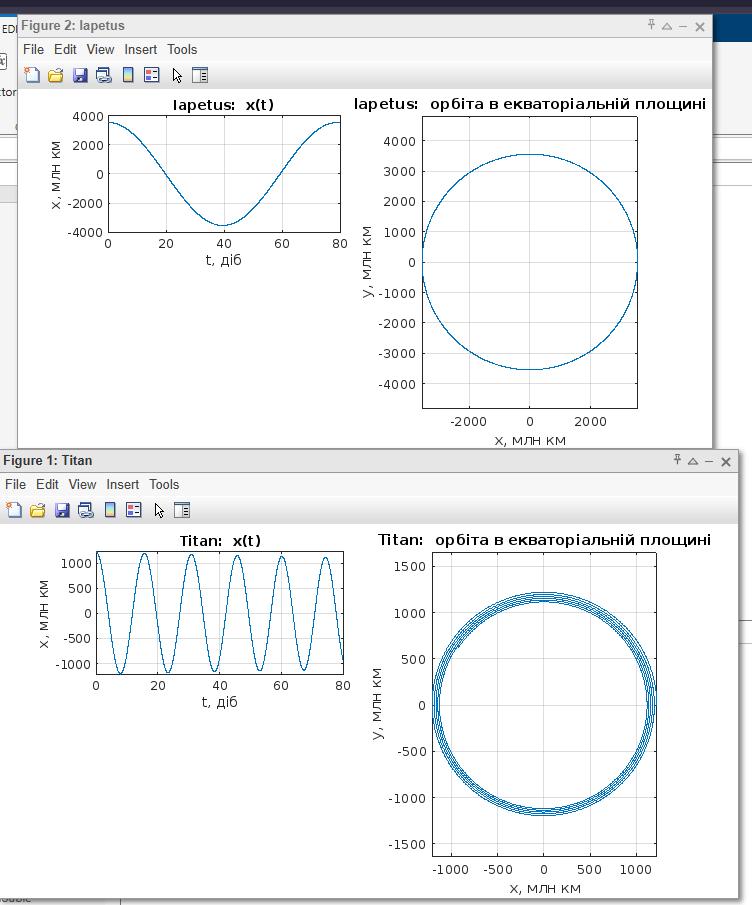 EDI
ctor
Figure 2: Iapetus
File Edit View Insert Tools
Iapetus: x(t)
4000
2000
0
-2000
-4000
x, млн км
0 20 40 60 80
t, діб
Iapetus: орбіта в екваторіальній площині
4000
3000
2000
1000
0
-1000
-2000
-3000
-4000
y, млн км
-2000 0 2000
x, млн км
Figure 1: Titan
File Edit View Insert Tools
Titan: x(t)
1000
500
0
-500
-1000
x, млн км
0 20 40 60 80
t, діб
Titan: орбіта в екваторіальній площині
1500
1000
500
0
-500
-1000
-1500
y, млн км
-1000 -500 0 500 1000
x, млн км